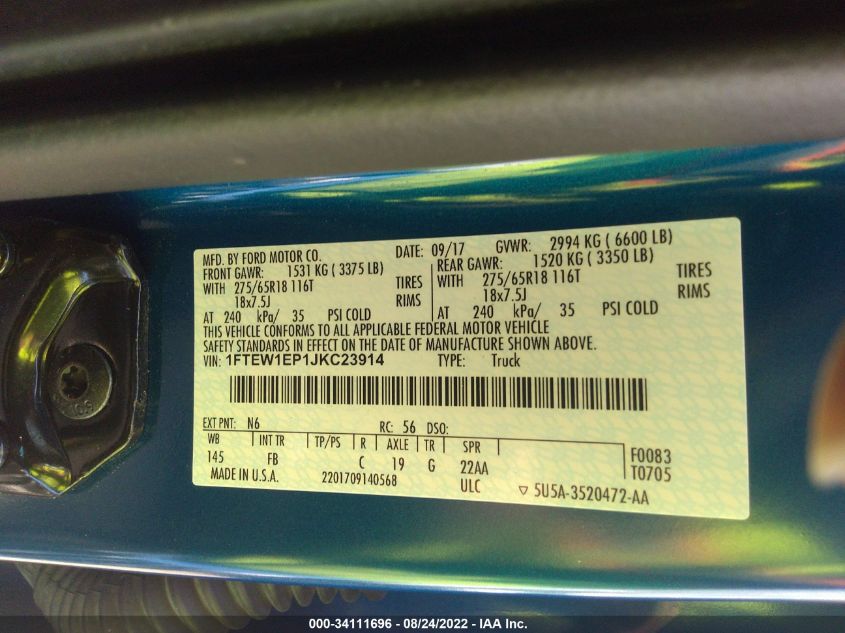 MFD. BY FORD MOTOR CO. DATE: 09/17 GVWR: 2994 KG ( 6600 LB)
FRONT GAWR: 1531 KG ( 3375 LB) REAR GAWR: 1520 KG ( 3350 LB)
WITH 275/65R18 116T TIRES WITH 275/65R18 116T TIRES
18x7.5J RIMS 18x7.5J RIMS
AT 240 kPa/ 35 PSI COLD AT 240 kPa/ 35 PSI COLD
THIS VEHICLE CONFORMS TO ALL APPLICABLE FEDERAL MOTOR VEHICLE
SAFETY STANDARDS IN EFFECT ON THE DATE OF MANUFACTURE SHOWN ABOVE.
VIN: 1FTEW1EP1JKC23914 TYPE: Truck
EXT PNT: N6 RC: 56 DSO:
WB INT TR TP/PS R AXLE TR SPR F0083
145 FB C 19 G 22AA T0705
MADE IN U.S.A. 2201709140568 ULC ▽ 5U5A-3520472-AA
000-34111696 - 08/24/2022 - IAA Inc.